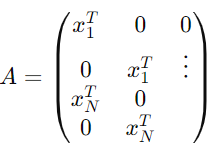 x_1^T 0 0
A = 0 x_1^T ⋮
x_N^T 0
0 x_N^T